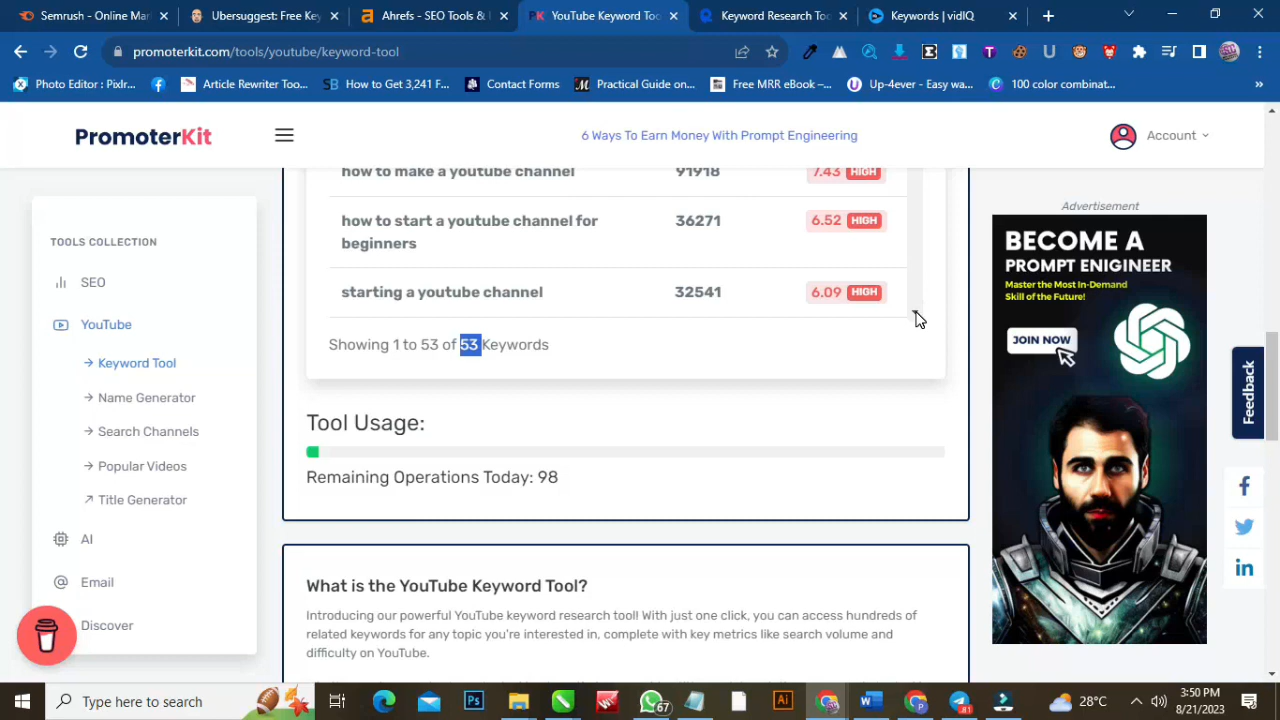 Semrush - Online Mar
Ubersuggest: Free Key
Ahrefs - SEO Tools &
YouTube Keyword Too
Keyword Research Too
Keywords | vidIQ
promoterkit.com/tools/youtube/keyword-tool
Photo Editor : Pixlr...
Article Rewriter Too...
How to Get 3,241 F...
Contact Forms
Practical Guide on...
Free MRR eBook –...
Up-4ever - Easy wa...
100 color combinat...
PromoterKit
6 Ways To Earn Money With Prompt Engineering
Account
TOOLS COLLECTION
SEO
YouTube
Keyword Tool
Name Generator
Search Channels
Popular Videos
Title Generator
AI
Email
Discover
how to make a youtube channel 91918 7.43 HIGH
how to start a youtube channel for 36271 6.52 HIGH
beginners
starting a youtube channel 32541 6.09 HIGH
Showing 1 to 53 of 53 Keywords
Tool Usage:
Remaining Operations Today: 98
What is the YouTube Keyword Tool?
Introducing our powerful YouTube keyword research tool! With just one click, you can access hundreds of
related keywords for any topic you're interested in, complete with key metrics like search volume and
difficulty on YouTube.
Advertisement
BECOME A
PROMPT ENIGINEER
Master the Most In-Demand
Skill of the Future!
JOIN NOW
Feedback
Type here to search
67
81
28°C
3:50 PM
8/21/2023